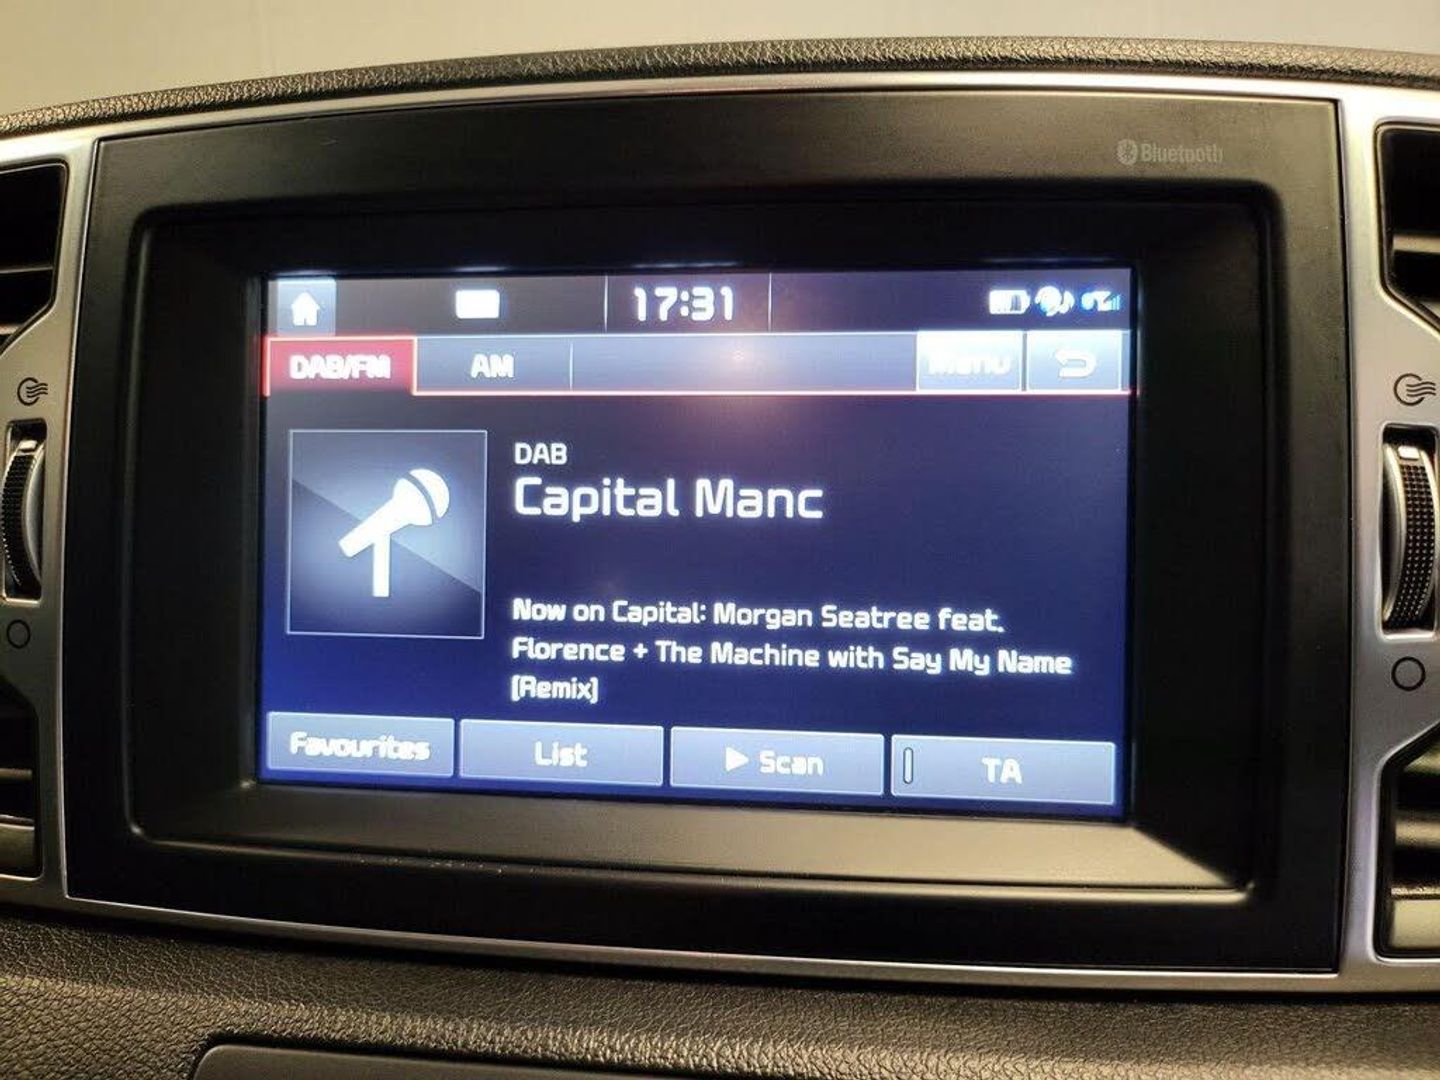 Bluetooth
17:31
DAB/FM AM Menu
DAB
Capital Manc
Now on Capital: Morgan Seatree feat.
Florence + The Machine with Say My Name
[Remix]
Favourites List Scan TA